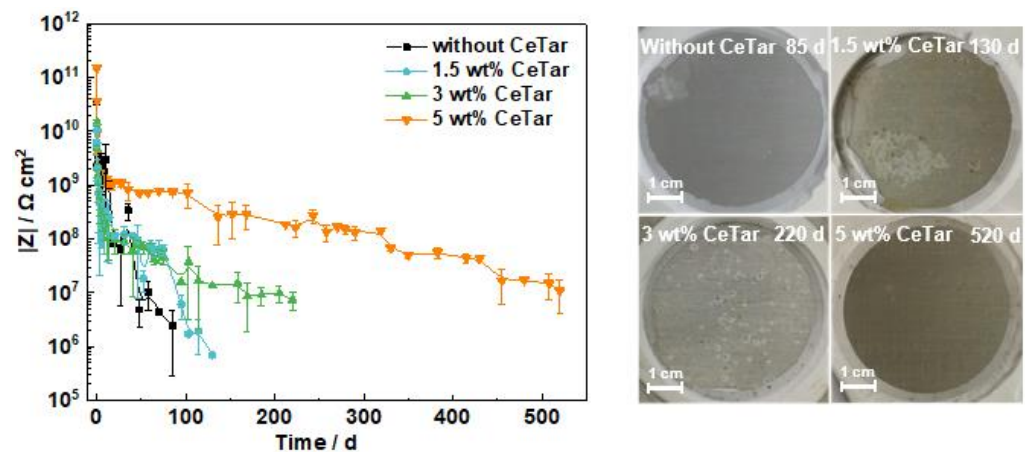 10¹²
10¹¹
10¹⁰
10⁹
10⁸
10⁷
10⁶
10⁵
|Z| / Ω cm²
0 100 200 300 400 500
Time / d
without CeTar
1.5 wt% CeTar
3 wt% CeTar
5 wt% CeTar
Without CeTar 85 d
1 cm
1.5 wt% CeTar 130 d
1 cm
3 wt% CeTar 220 d
1 cm
5 wt% CeTar 520 d
1 cm